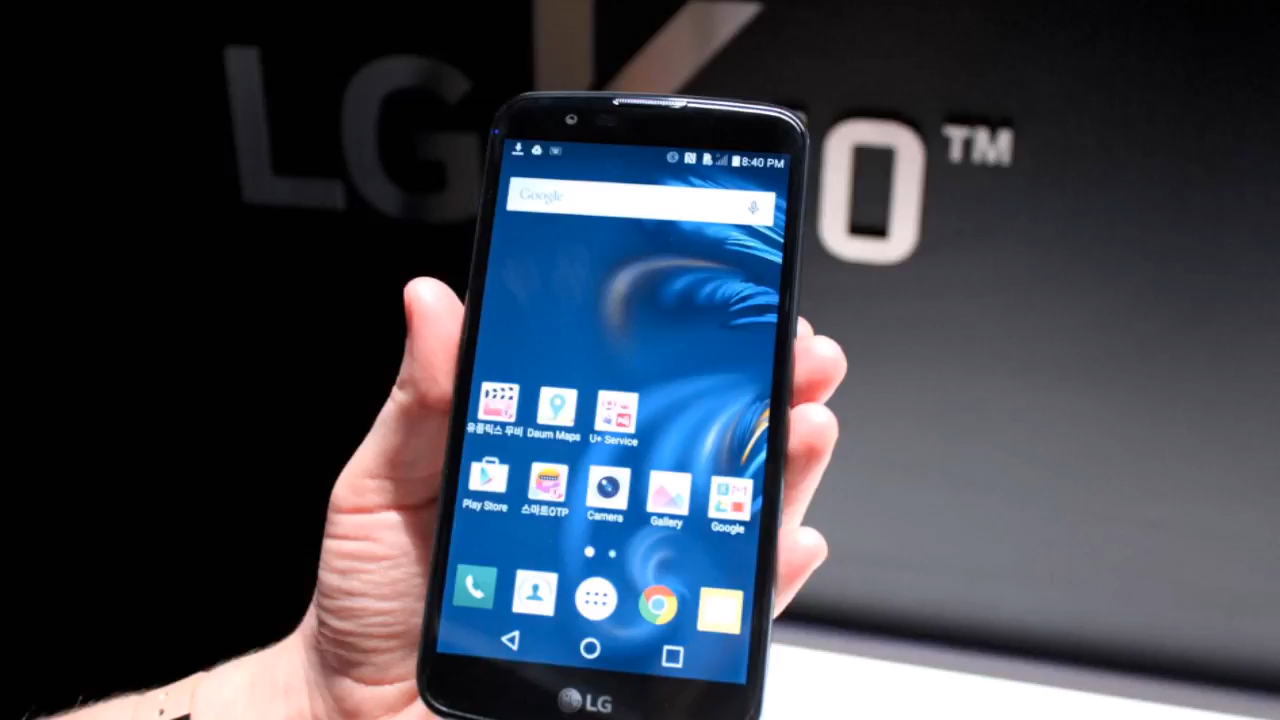 LG K10™
8:40 PM
Google
유플릭스 무비 Daum Maps U+ Service
Play Store 스마트OTP Camera Gallery Google
LG